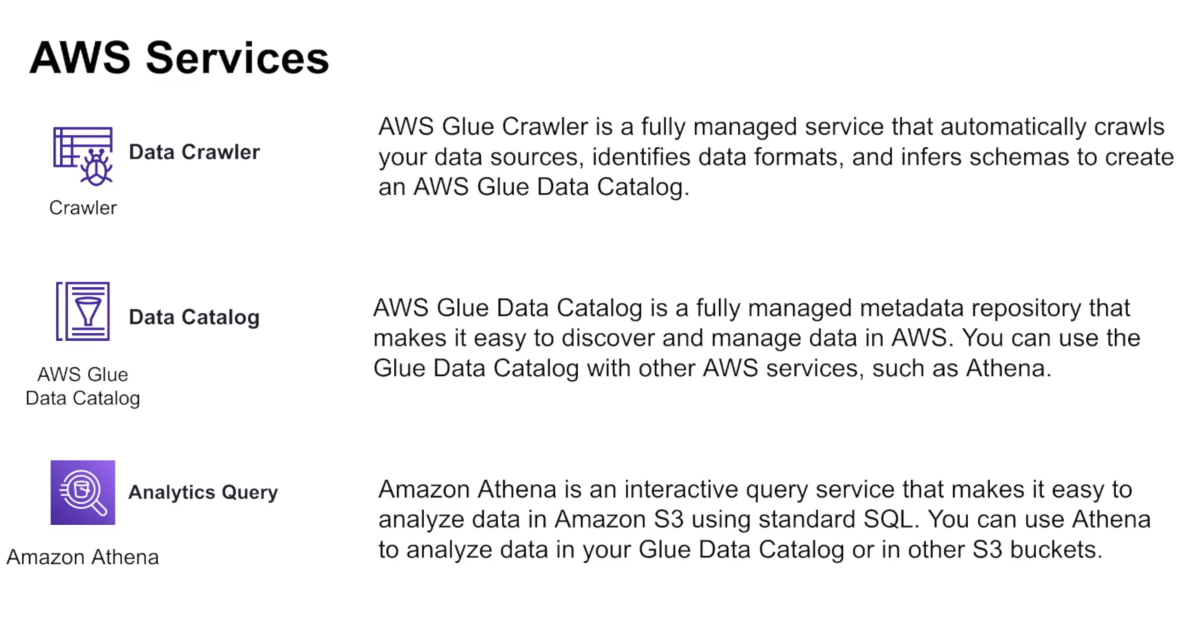 AWS Services
Data Crawler
Crawler
AWS Glue Crawler is a fully managed service that automatically crawls
your data sources, identifies data formats, and infers schemas to create
an AWS Glue Data Catalog.
Data Catalog
AWS Glue
Data Catalog
AWS Glue Data Catalog is a fully managed metadata repository that
makes it easy to discover and manage data in AWS. You can use the
Glue Data Catalog with other AWS services, such as Athena.
Analytics Query
Amazon Athena
Amazon Athena is an interactive query service that makes it easy to
analyze data in Amazon S3 using standard SQL. You can use Athena
to analyze data in your Glue Data Catalog or in other S3 buckets.